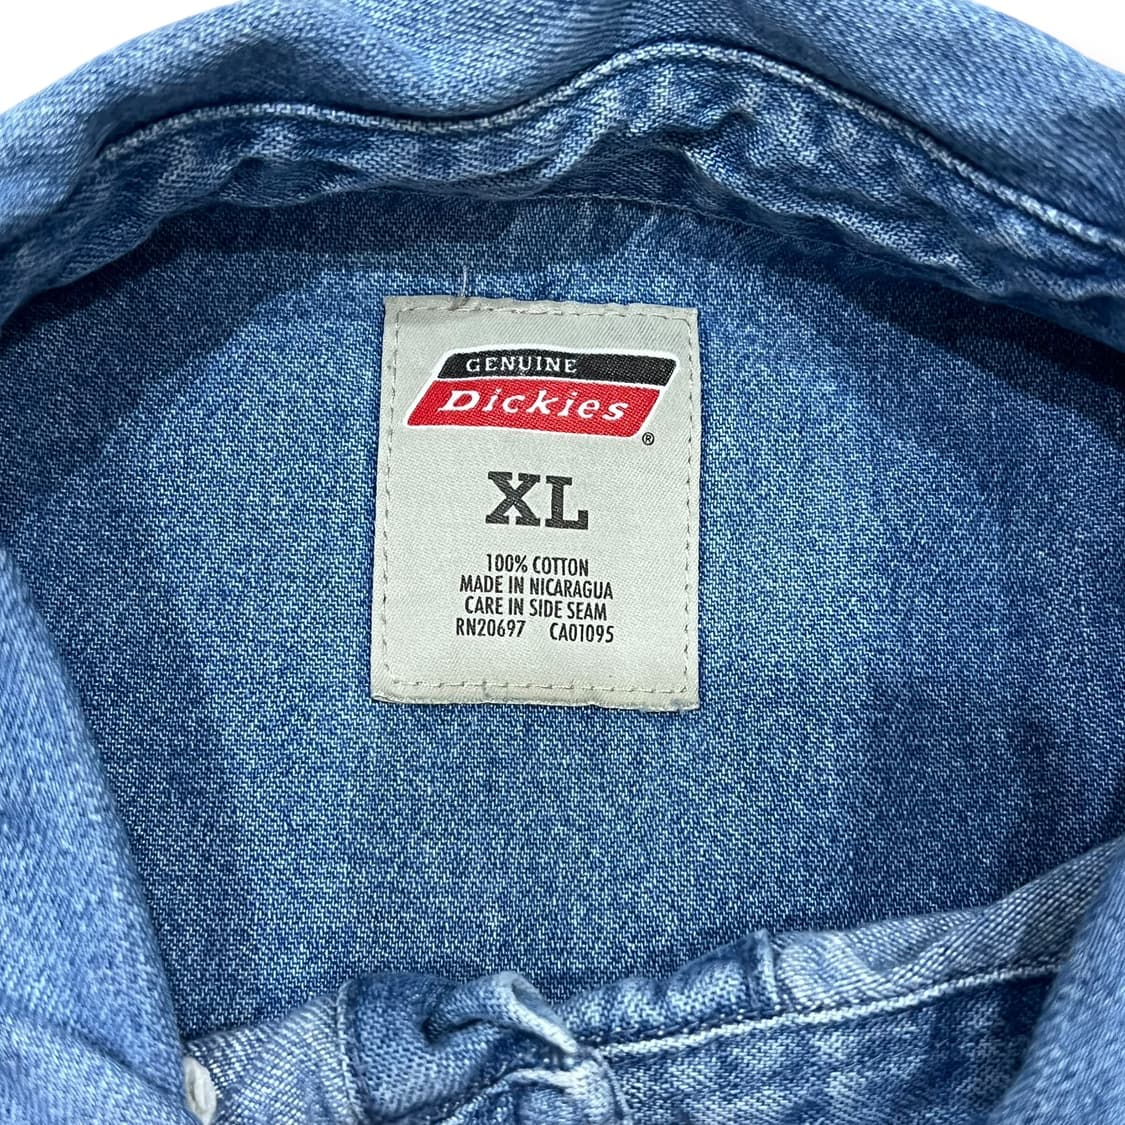 GENUINE
Dickies
®
XL
100% COTTON
MADE IN NICARAGUA
CARE IN SIDE SEAM
RN20697 CA01095